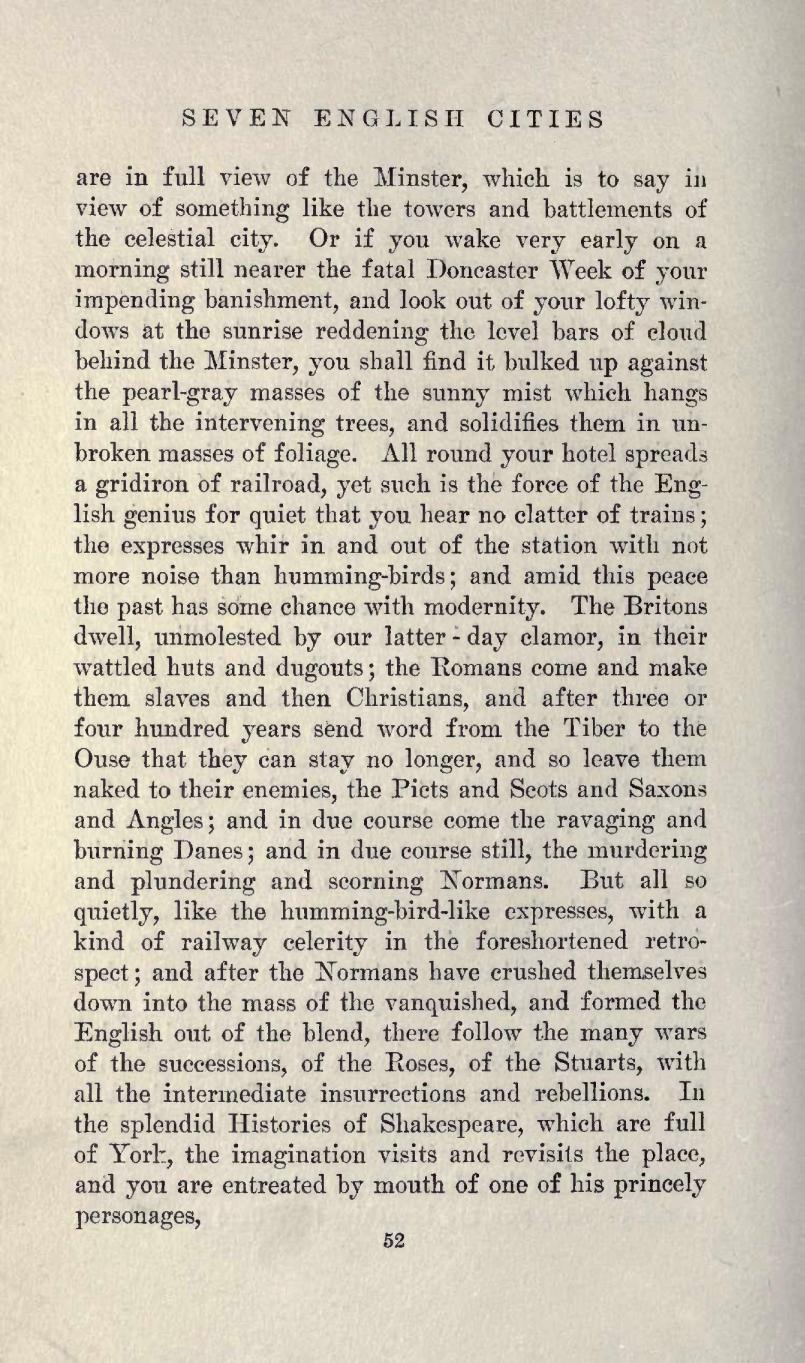 SEVEN ENGLISH CITIES
are in full view of the Minster, which is to say in
view of something like the towers and battlements of
the celestial city. Or if you wake very early on a
morning still nearer the fatal Doncaster Week of your
impending banishment, and look out of your lofty win-
dows at the sunrise reddening the level bars of cloud
behind the Minster, you shall find it bulked up against
the pearl-gray masses of the sunny mist which hangs
in all the intervening trees, and solidifies them in un-
broken masses of foliage. All round your hotel spreads
a gridiron of railroad, yet such is the force of the Eng-
lish genius for quiet that you hear no clatter of trains;
the expresses whir in and out of the station with not
more noise than humming-birds; and amid this peace
the past has some chance with modernity. The Britons
dwell, unmolested by our latter-day clamor, in their
wattled huts and dugouts; the Romans come and make
them slaves and then Christians, and after three or
four hundred years send word from the Tiber to the
Ouse that they can stay no longer, and so leave them
naked to their enemies, the Picts and Scots and Saxons
and Angles; and in due course come the ravaging and
burning Danes; and in due course still, the murdering
and plundering and scorning Normans. But all so
quietly, like the humming-bird-like expresses, with a
kind of railway celerity in the foreshortened retro-
spect; and after the Normans have crushed themselves
down into the mass of the vanquished, and formed the
English out of the blend, there follow the many wars
of the successions, of the Roses, of the Stuarts, with
all the intermediate insurrections and rebellions. In
the splendid Histories of Shakespeare, which are full
of York, the imagination visits and revisits the place,
and you are entreated by mouth of one of his princely
personages,
52